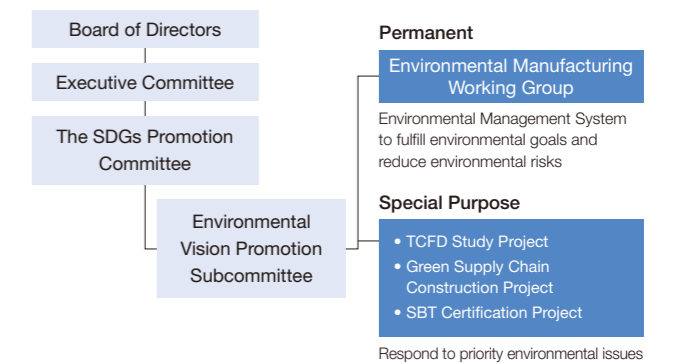 Board of Directors
Executive Committee
The SDGs Promotion
Committee
Environmental
Vision Promotion
Subcommittee
Permanent
Environmental Manufacturing
Working Group
Environmental Management System
to fulfill environmental goals and
reduce environmental risks
Special Purpose
• TCFD Study Project
• Green Supply Chain
Construction Project
• SBT Certification Project
Respond to priority environmental issues